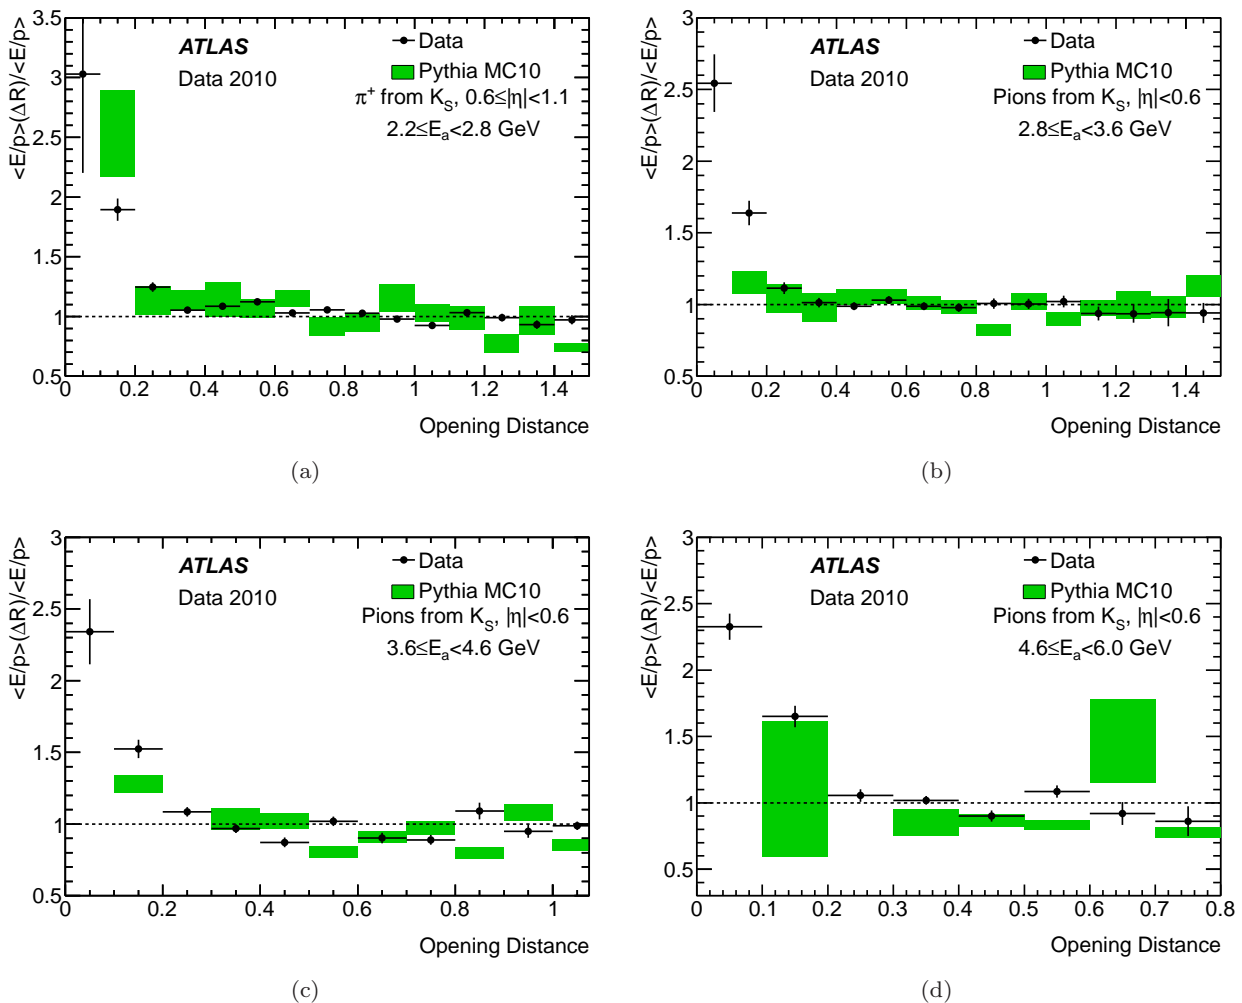 <E/p>(ΔR)/<E/p>
3.5
3
2.5
2
1.5
1
0.5
0 0.2 0.4 0.6 0.8 1 1.2 1.4
Opening Distance
ATLAS
Data 2010
Data
Pythia MC10
π+ from KS, 0.6≤|η|<1.1
2.2≤Ea<2.8 GeV
(a)
<E/p>(ΔR)/<E/p>
3
2.5
2
1.5
1
0.5
0 0.2 0.4 0.6 0.8 1 1.2 1.4
Opening Distance
ATLAS
Data 2010
Data
Pythia MC10
Pions from KS, |η|<0.6
2.8≤Ea<3.6 GeV
(b)
<E/p>(ΔR)/<E/p>
3
2.5
2
1.5
1
0.5
0 0.2 0.4 0.6 0.8 1
Opening Distance
ATLAS
Data 2010
Data
Pythia MC10
Pions from KS, |η|<0.6
3.6≤Ea<4.6 GeV
(c)
<E/p>(ΔR)/<E/p>
3
2.5
2
1.5
1
0.5
0 0.1 0.2 0.3 0.4 0.5 0.6 0.7 0.8
Opening Distance
ATLAS
Data 2010
Data
Pythia MC10
Pions from KS, |η|<0.6
4.6≤Ea<6.0 GeV
(d)